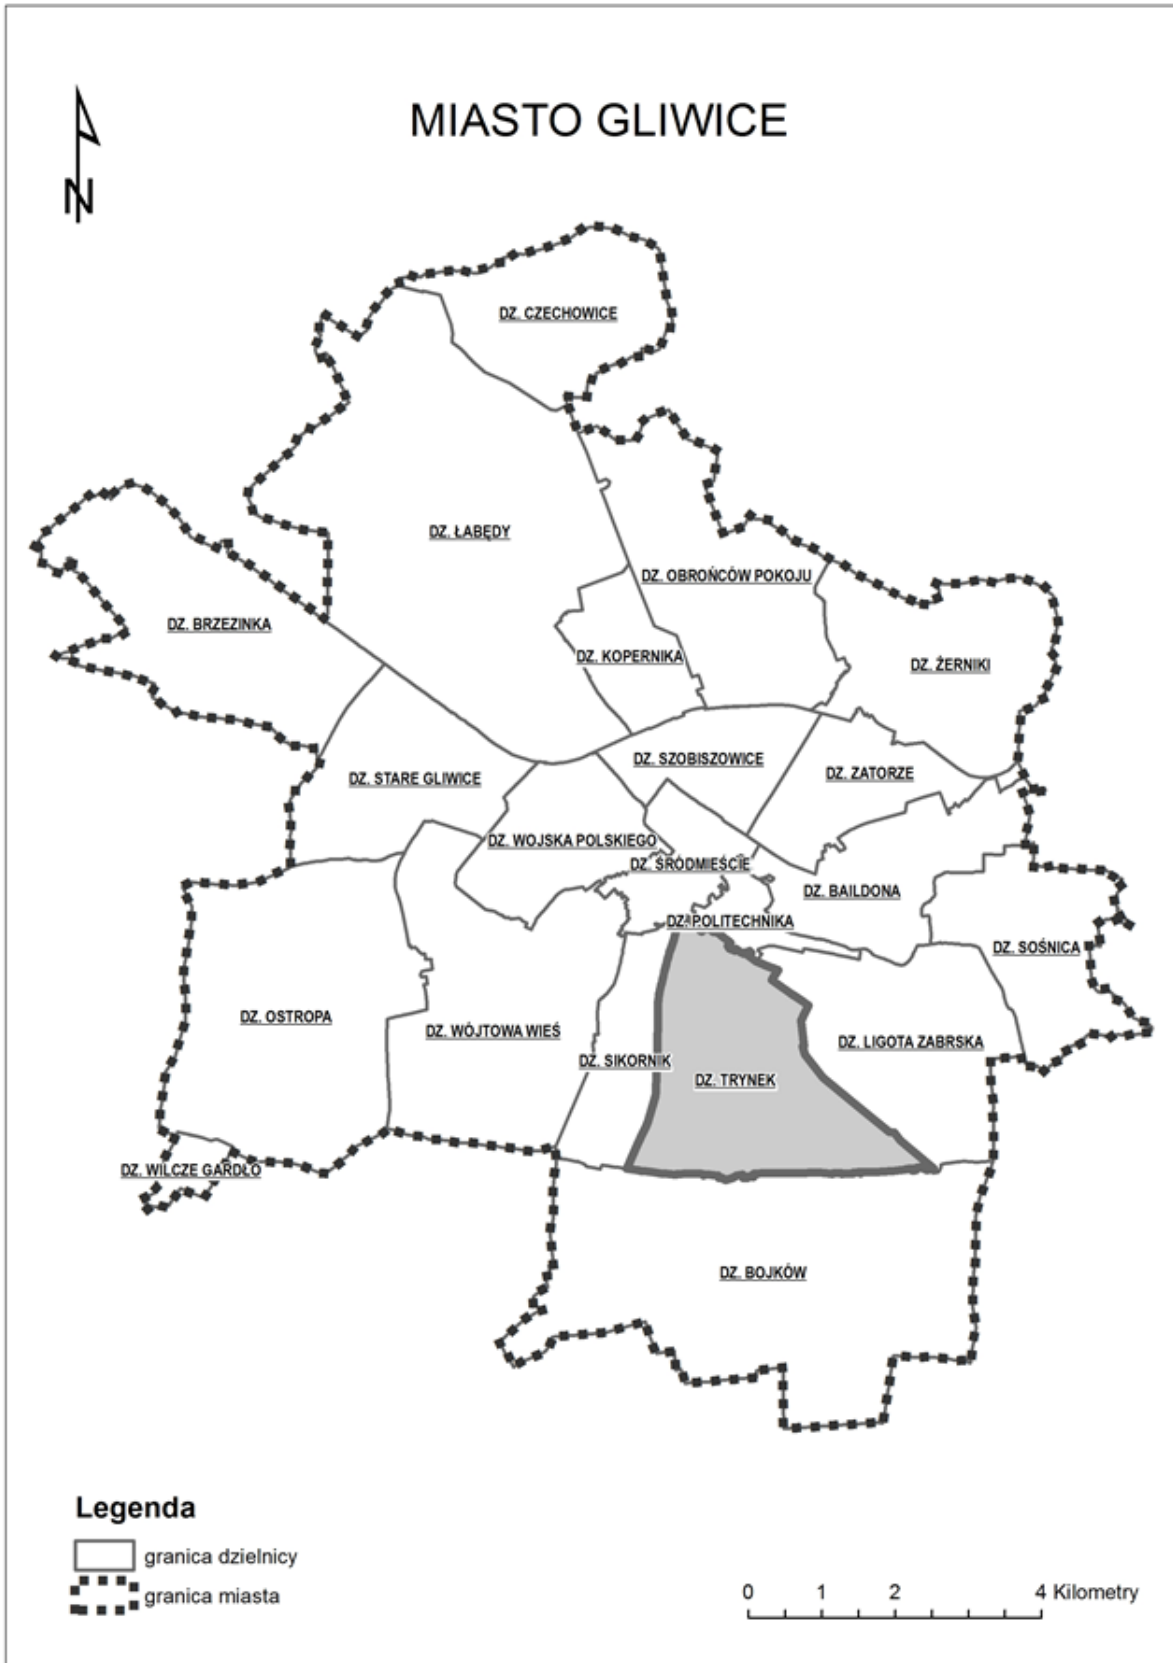 MIASTO GLIWICE
N
DZ. CZECHOWICE
DZ. ŁABĘDY
DZ. OBROŃCÓW POKOJU
DZ. BRZEZINKA
DZ. KOPERNIKA
DZ. ŻERNIKI
DZ. SZOBISZOWICE
DZ. STARE GLIWICE
DZ. ZATORZE
DZ. WOJSKA POLSKIEGO
DZ. ŚRÓDMIEŚCIE
DZ. BAILDONA
DZ. POLITECHNIKA
DZ. SOŚNICA
DZ. OSTROPA
DZ. WÓJTOWA WIEŚ
DZ. LIGOTA ZABRSKA
DZ. SIKORNIK
DZ. TRYNEK
DZ. WILCZE GARDŁO
DZ. BOJKÓW
Legenda
granica dzielnicy
granica miasta
0 1 2 4 Kilometry